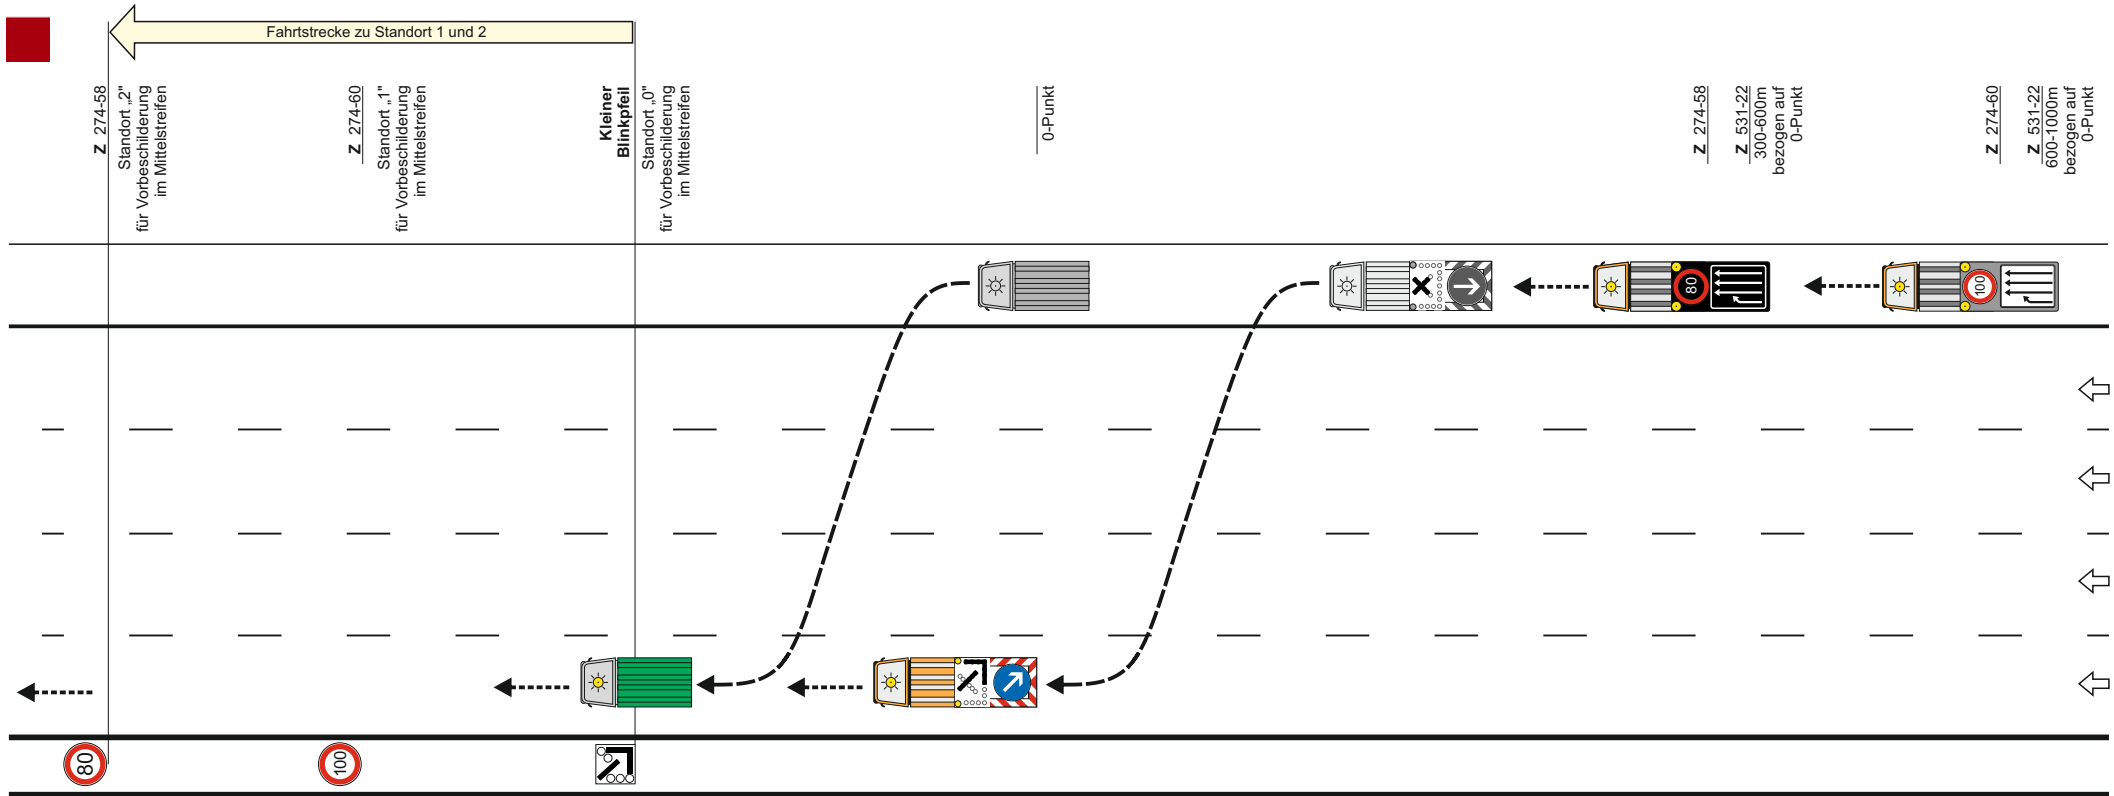 Fahrtstrecke zu Standort 1 und 2
Z 274-58
Standort „2"
für Vorbeschilderung
im Mittelstreifen
Z 274-60
Standort „1"
für Vorbeschilderung
im Mittelstreifen
Kleiner
Blinkpfeil
Standort „0"
für Vorbeschilderung
im Mittelstreifen
0-Punkt
Z 274-58
Z 531-22
300-600m
bezogen auf
0-Punkt
Z 274-60
Z 531-22
600-1000m
bezogen auf
0-Punkt
80
100
80
100